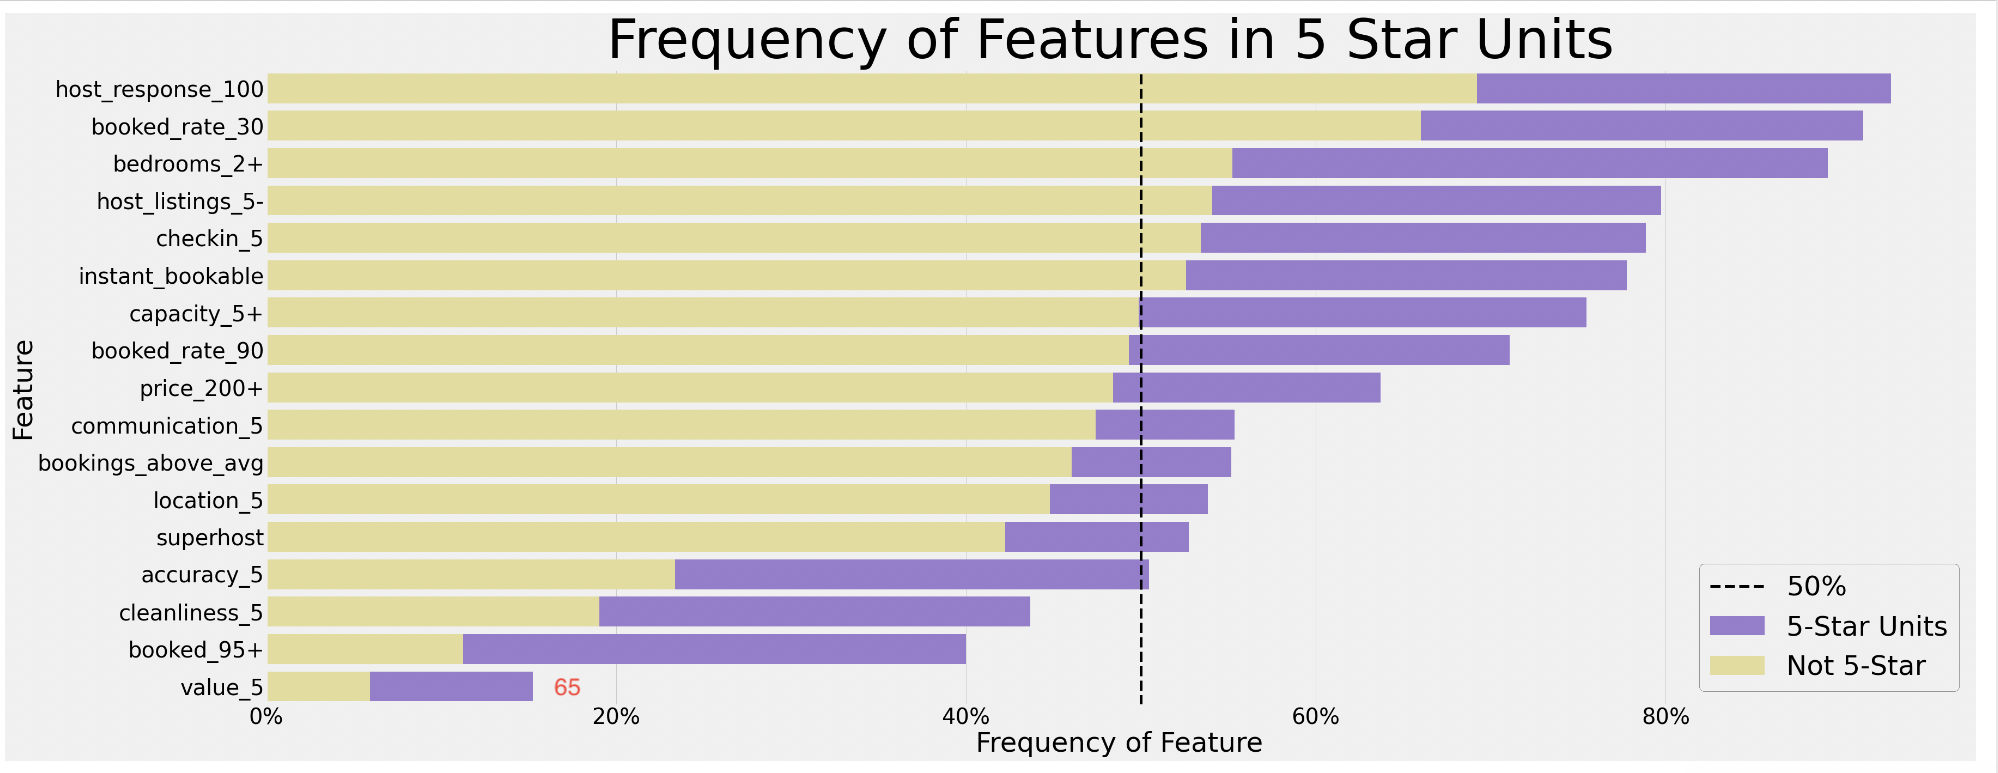 Frequency of Features in 5 Star Units
host_response_100
booked_rate_30
bedrooms_2+
host_listings_5-
checkin_5
instant_bookable
capacity_5+
booked_rate_90
price_200+
communication_5
bookings_above_avg
location_5
superhost
accuracy_5
cleanliness_5
booked_95+
value_5
65
Feature
50%
5-Star Units
Not 5-Star
0% 20% 40% 60% 80%
Frequency of Feature